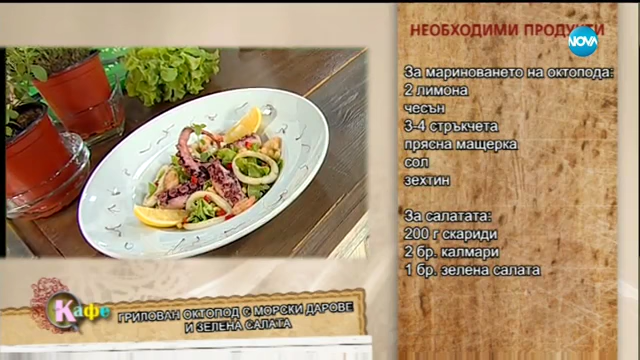 НЕОБХОДИМИ ПРОДУКТИ
NOVA
За мариноването на октопода:
2 лимона
чесън
3-4 стръкчета
прясна мащерка
сол
зехтин
За салатата:
200 г скариди
2 бр. калмари
1 бр. зелена салата
Кафе
ГРИЛОВАН ОКТОПОД С МОРСКИ ДАРОВЕ
И ЗЕЛЕНА САЛАТА